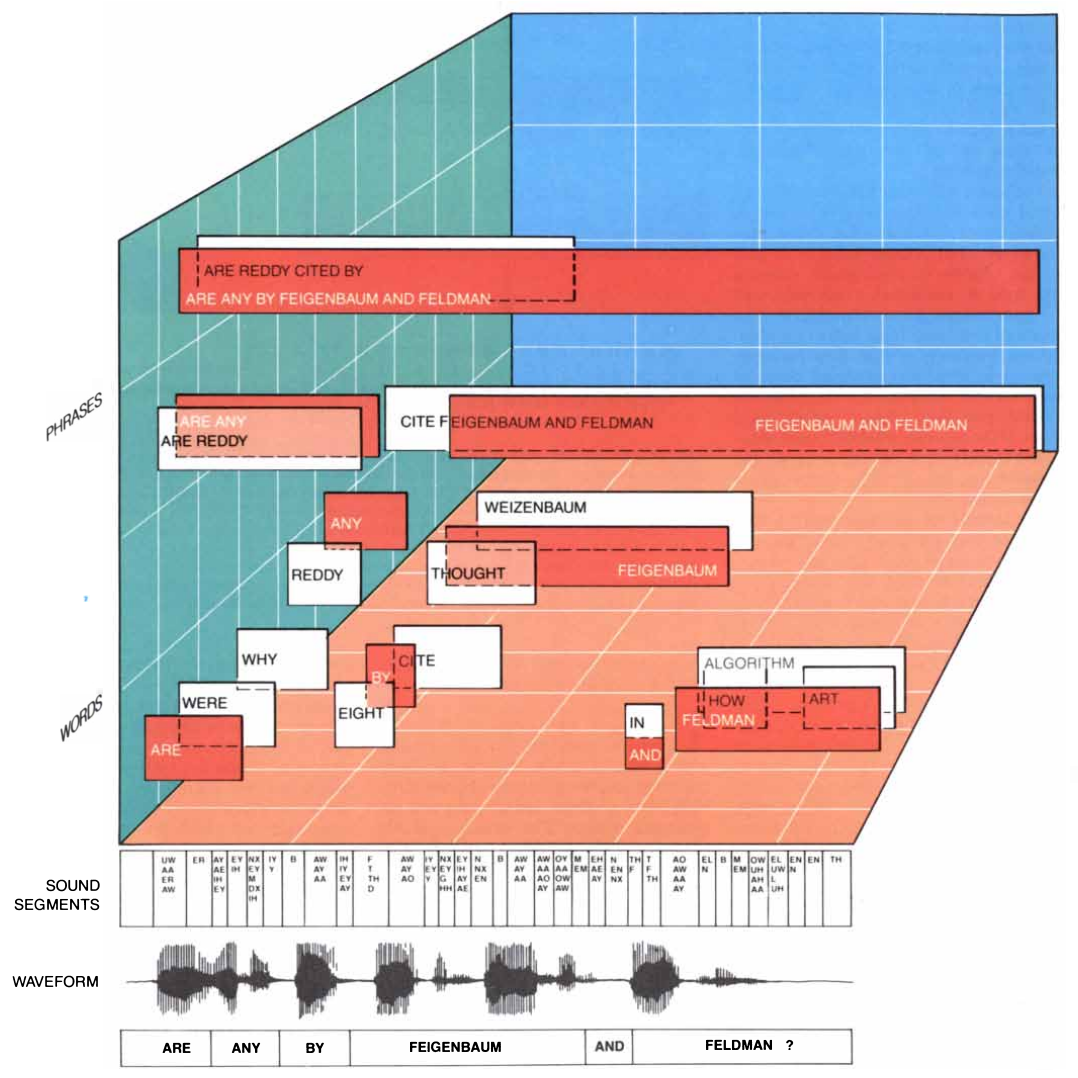 ARE REDDY CITED BY
ARE ANY BY FEIGENBAUM AND FELDMAN
PHRASES
ARE ANY
ARE REDDY
CITE FEIGENBAUM AND FELDMAN
FEIGENBAUM AND FELDMAN
WEIZENBAUM
ANY
REDDY
THOUGHT
FEIGENBAUM
WORDS
WHY
CITE
BY
ALGORITHM
WERE
EIGHT
HOW
ART
IN
FELDMAN
ARE
AND
SOUND
SEGMENTS
UW ER AY EY NX IY B AW IH F AW IY NX EY N B AW AW OY M EH N TH T AO EL B M OW EL EN EN TH
AA AE IH EY Y AY IY T AY EY EY IH NX AY AA AA EM AE EN F F AW N EM UH UW N
ER IH M AA EY TH AO Y G AY EN AA AO OW AY NX TH AA AH L
AW EY DX AY D HH AE AY AW AY AA UH
IH
WAVEFORM
ARE ANY BY FEIGENBAUM AND FELDMAN ?